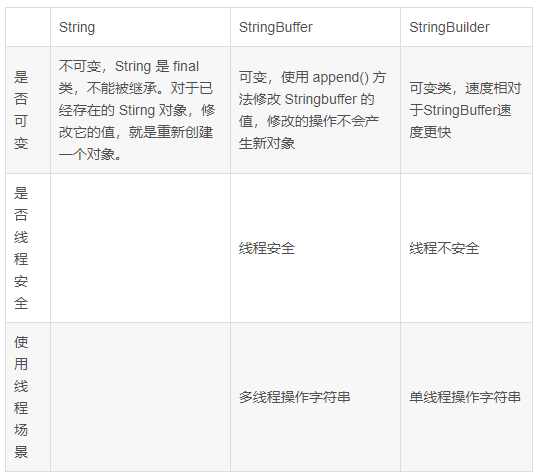 String StringBuffer StringBuilder
是
否
可
变
不可变，String 是 final
类，不能被继承。对于已
经存在的 Stirng 对象，修
改它的值，就是重新创建
一个对象。
可变，使用 append() 方
法修改 Stringbuffer 的
值，修改的操作不会产
生新对象
可变类，速度相对
于StringBuffer速
度更快
是
否
线
程
安
全
线程安全
线程不安全
使
用
线
程
场
景
多线程操作字符串
单线程操作字符串